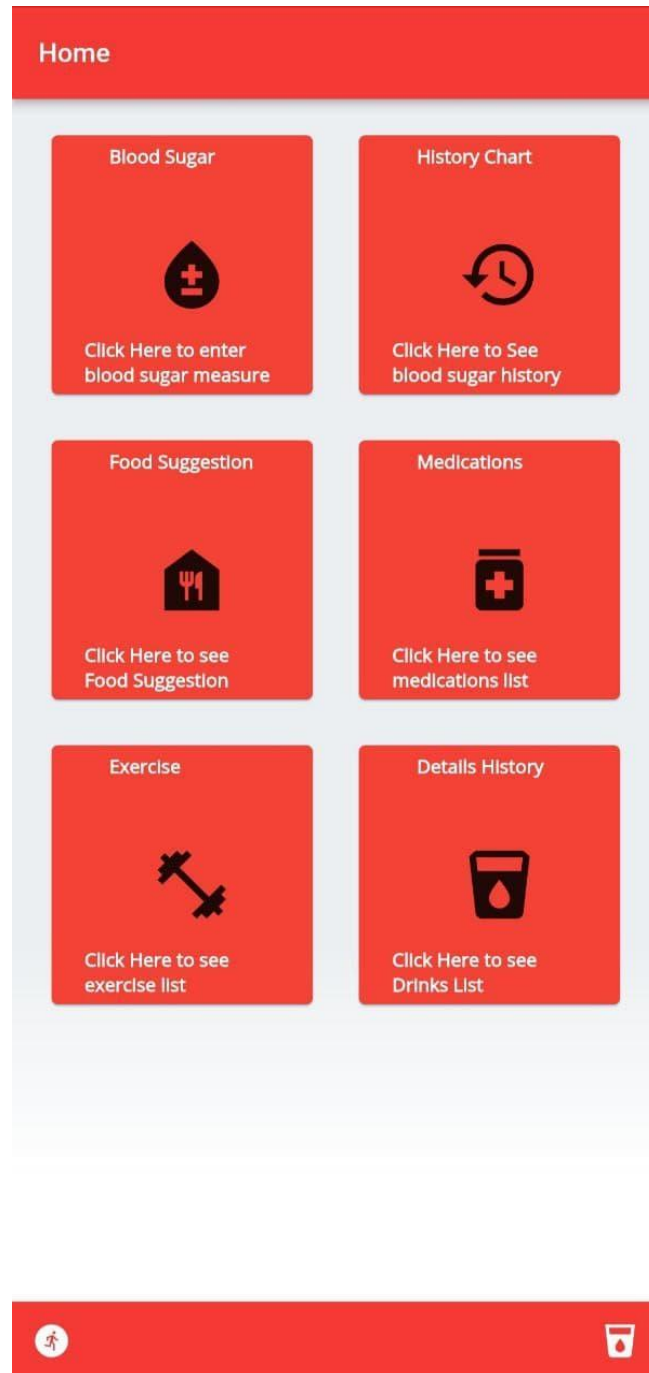 Home
Blood Sugar
Click Here to enter
blood sugar measure
History Chart
Click Here to See
blood sugar history
Food Suggestion
Click Here to see
Food Suggestion
Medications
Click Here to see
medications list
Exercise
Click Here to see
exercise list
Details History
Click Here to see
Drinks List